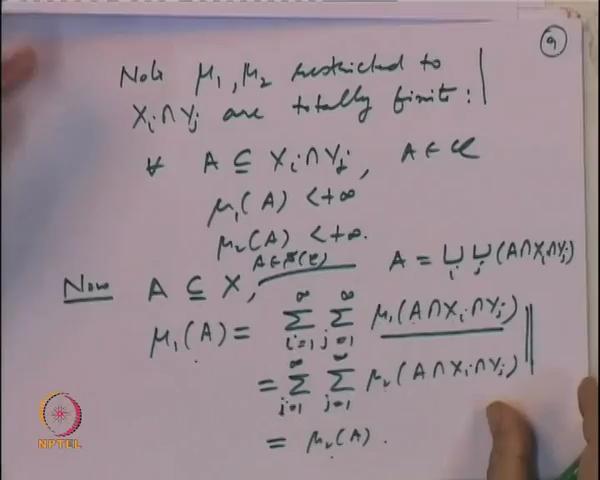 9
Note μ₁, μ₂ restricted to
Xᵢ ∩ Yⱼ are totally finite:
∀ A ⊆ Xᵢ ∩ Yⱼ, A ∈ 𝒞
μ₁(A) < +∞
μ₂(A) < +∞.
Now A ⊆ X, A ∈ (𝒞) A = ⊔ᵢ ⊔ⱼ (A ∩ Xᵢ ∩ Yⱼ)
μ₁(A) = ∑_{i=1}^∞ ∑_{j=1}^∞ μ₁(A ∩ Xᵢ ∩ Yⱼ)
= ∑_{i=1}^∞ ∑_{j=1}^∞ μ₂(A ∩ Xᵢ ∩ Yⱼ)
= μ₂(A).
NPTEL